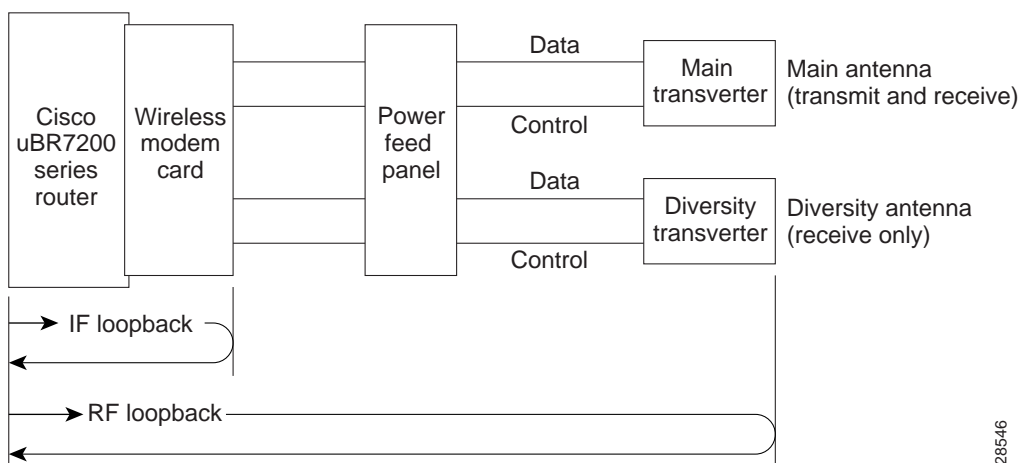 Cisco
uBR7200
series
router
Wireless
modem
card
Power
feed
panel
Data
Control
Data
Control
Main
transverter
Main antenna
(transmit and receive)
Diversity
transverter
Diversity antenna
(receive only)
IF loopback
RF loopback
28546